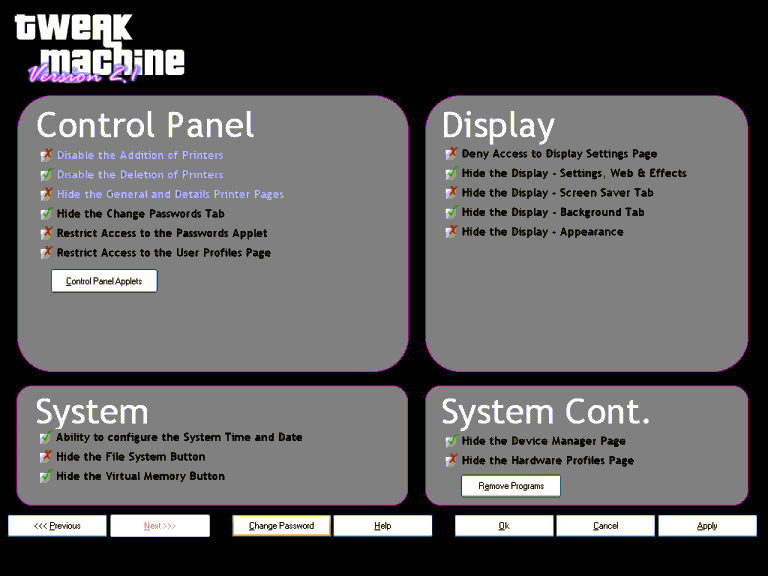 tweak
machine
Version 2.1
Control Panel
Disable the Addition of Printers
Disable the Deletion of Printers
Hide the General and Details Printer Pages
Hide the Change Passwords Tab
Restrict Access to the Passwords Applet
Restrict Access to the User Profiles Page
Control Panel Applets
Display
Deny Access to Display Settings Page
Hide the Display - Settings, Web & Effects
Hide the Display - Screen Saver Tab
Hide the Display - Background Tab
Hide the Display - Appearance
System
Ability to configure the System Time and Date
Hide the File System Button
Hide the Virtual Memory Button
System Cont.
Hide the Device Manager Page
Hide the Hardware Profiles Page
Remove Programs
<<< Previous
Next >>>
Change Password
Help
Ok
Cancel
Apply